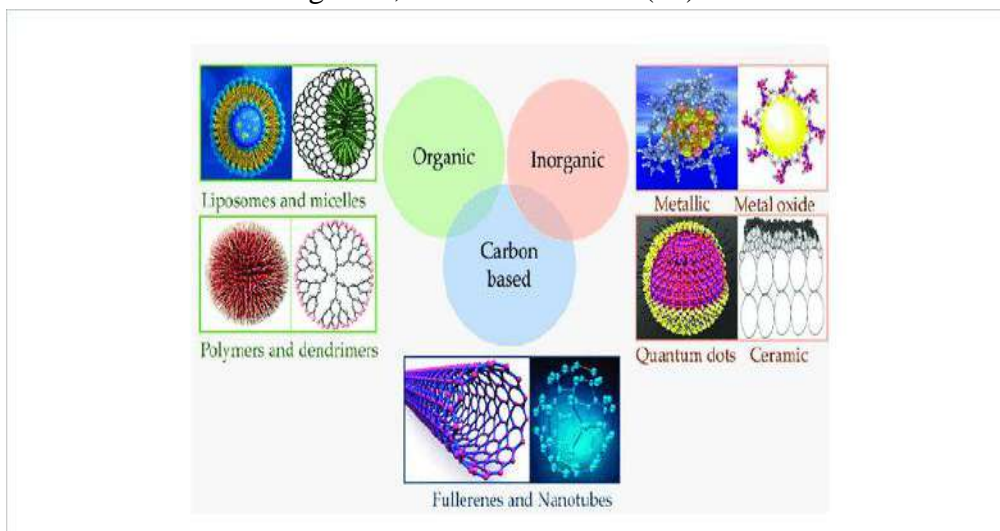 Organic
Inorganic
Carbon
based
Liposomes and micelles
Metallic
Metal oxide
Polymers and dendrimers
Quantum dots
Ceramic
Fullerenes and Nanotubes